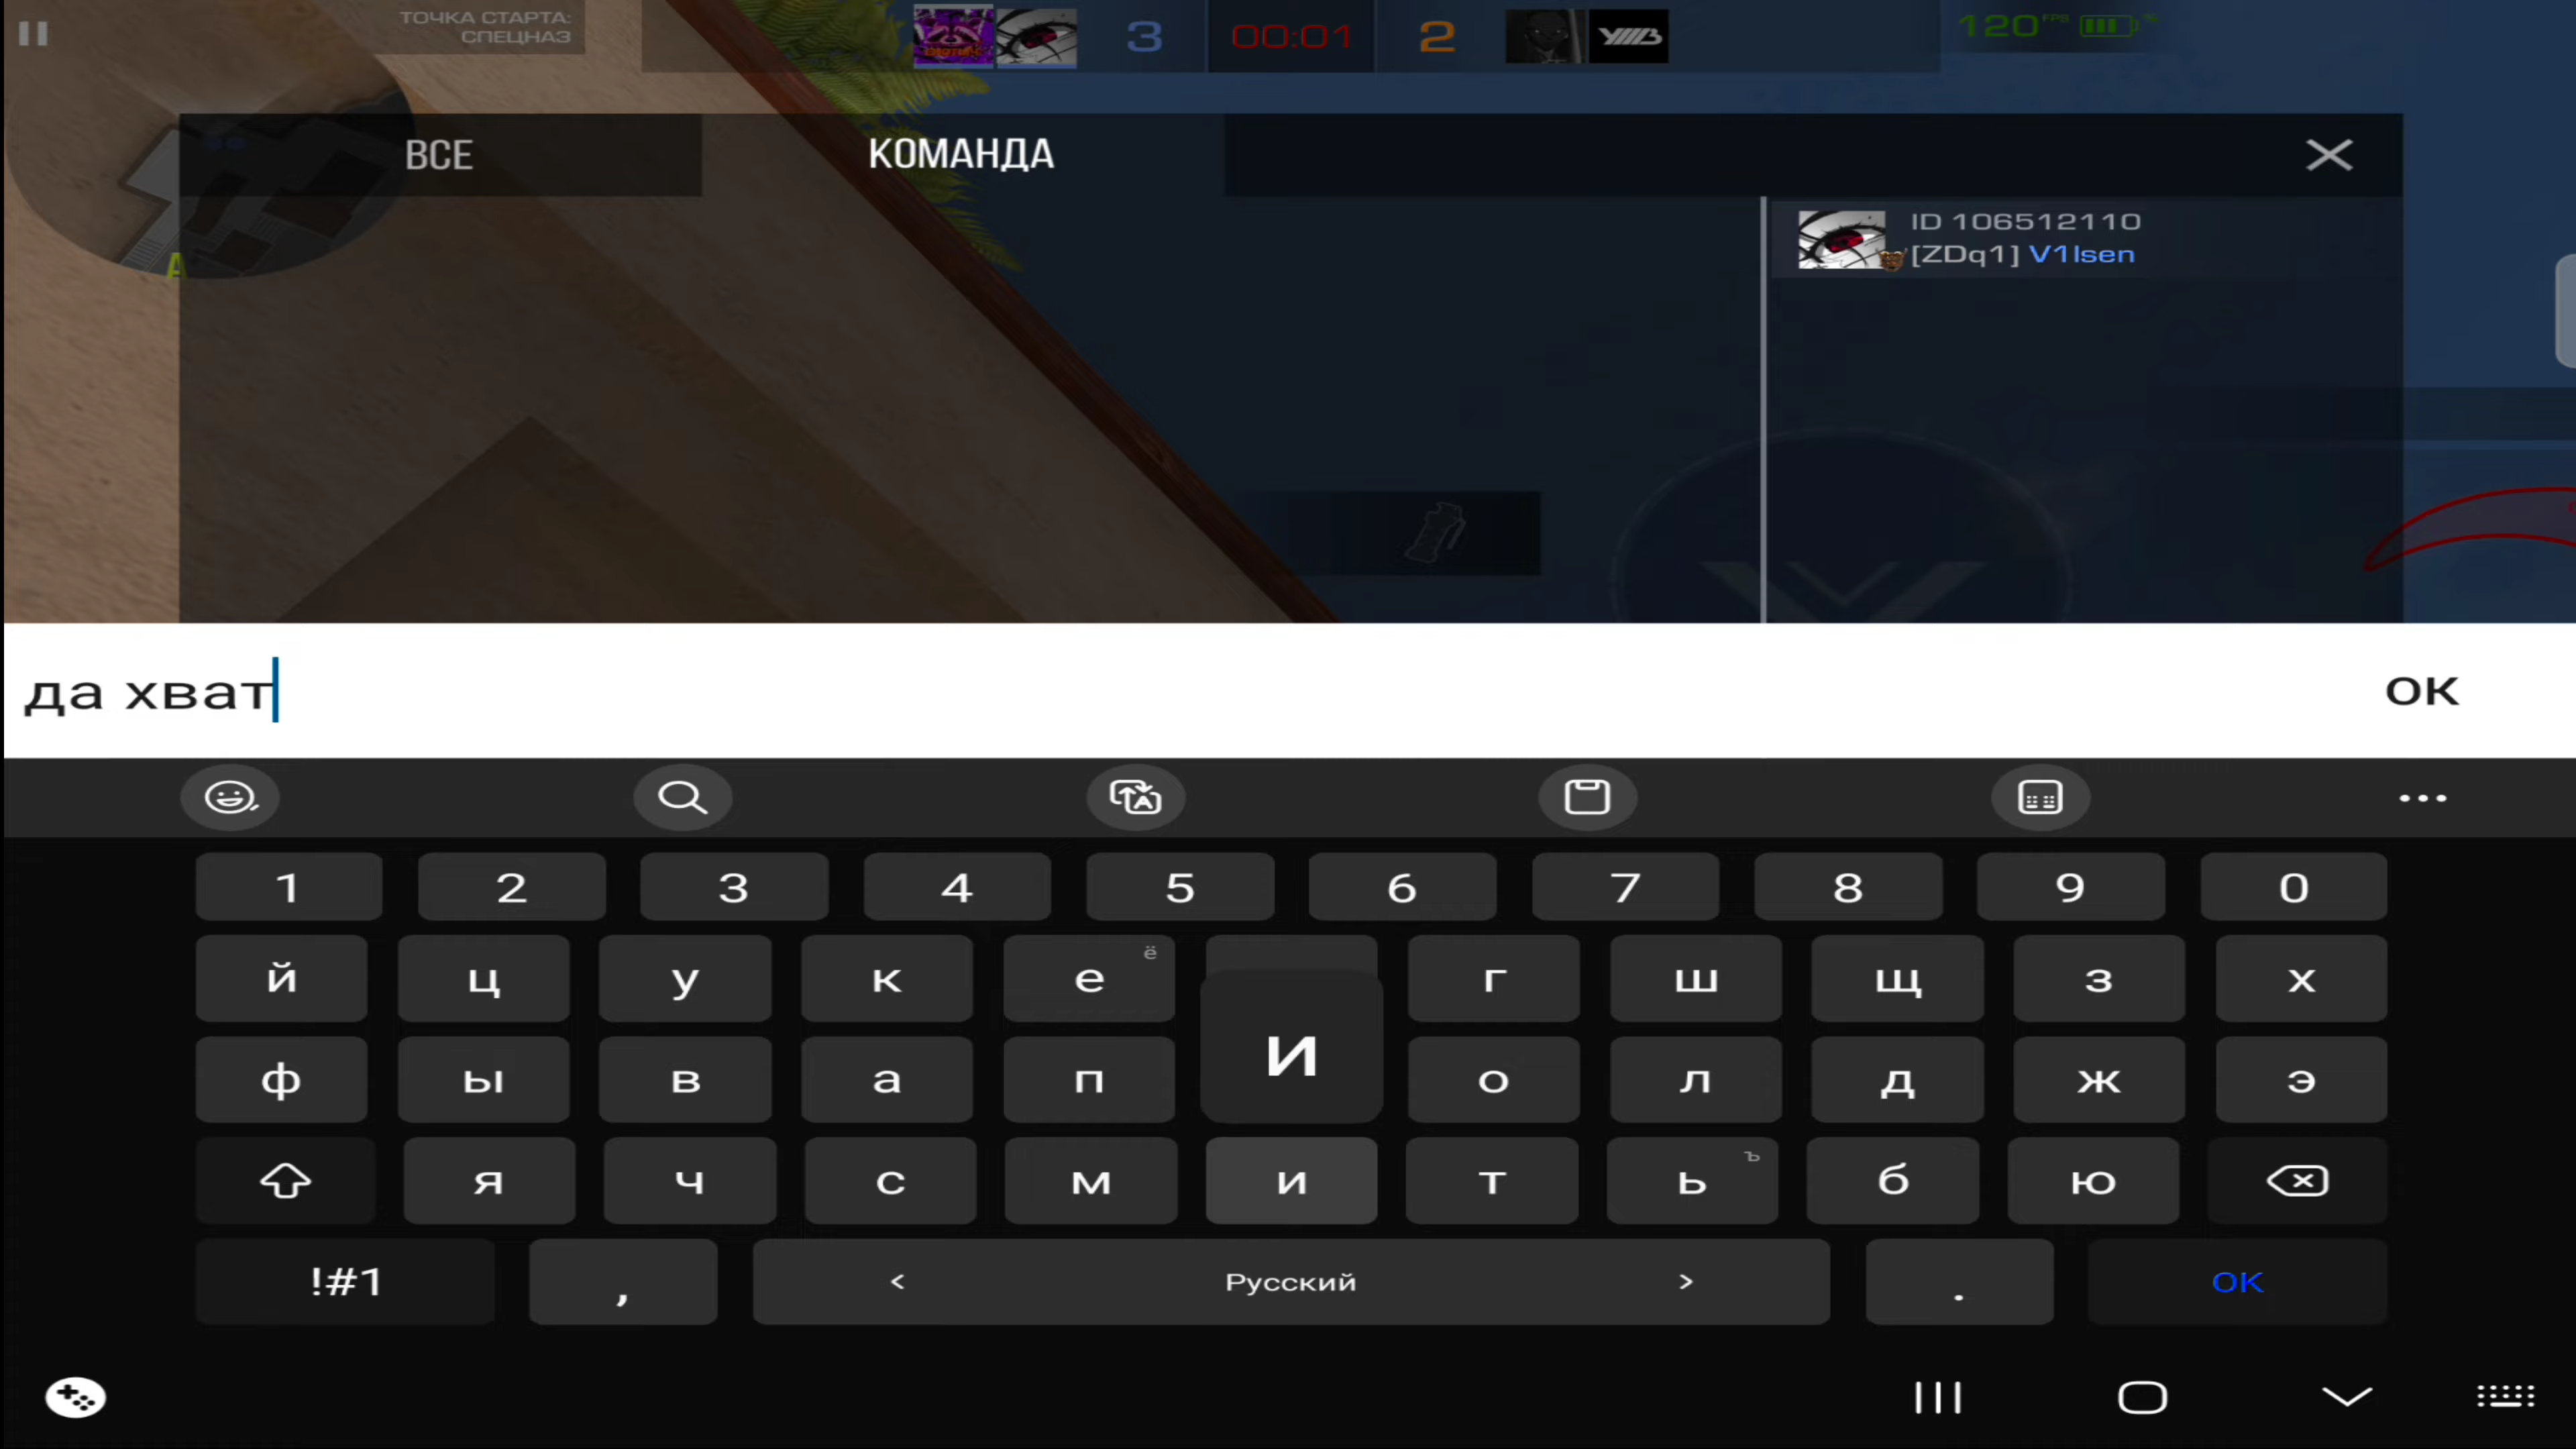 ТОЧКА СТАРТА:
СПЕЦНАЗ
3
00:01
2
120 FPS
ВСЕ
КОМАНДА
ID 106512110
[ZDq1] V1lsen
A
да хват
OK
1 2 3 4 5 6 7 8 9 0
й ц у к е ё г ш щ з х
ф ы в а п и о л д ж э
я ч с м и т ь ъ б ю
!#1 , < Русский > . OK